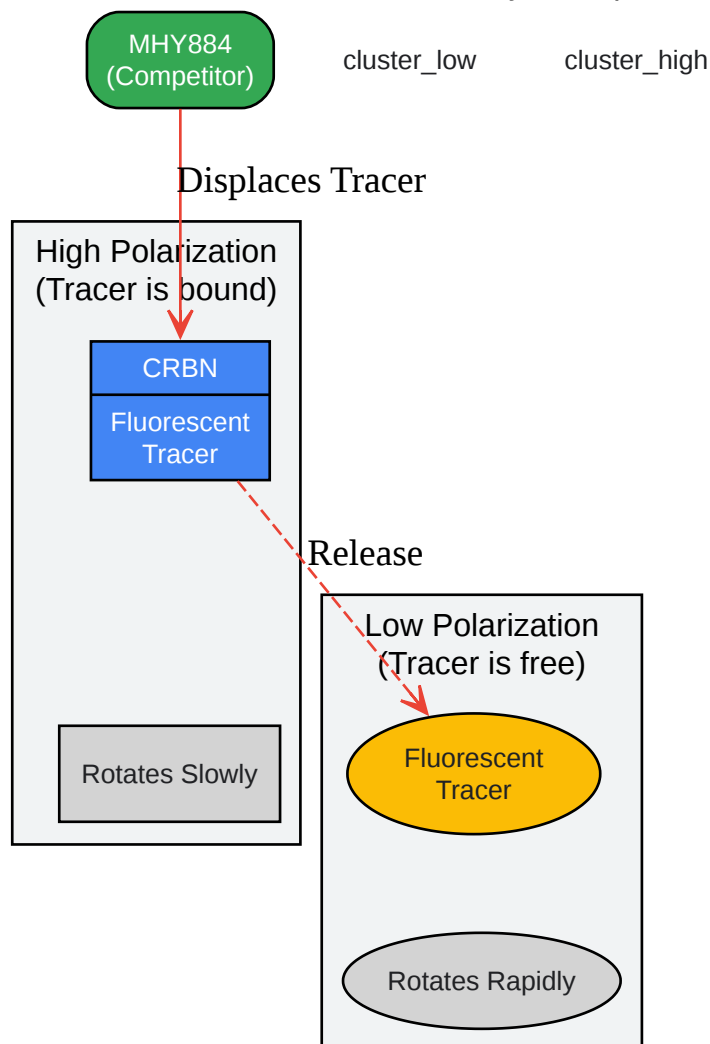 MHY884
(Competitor)
cluster_low
cluster_high
Displaces Tracer
High Polarization
(Tracer is bound)
CRBN
Fluorescent
Tracer
Release
Low Polarization
(Tracer is free)
Rotates Slowly
Fluorescent
Tracer
Rotates Rapidly